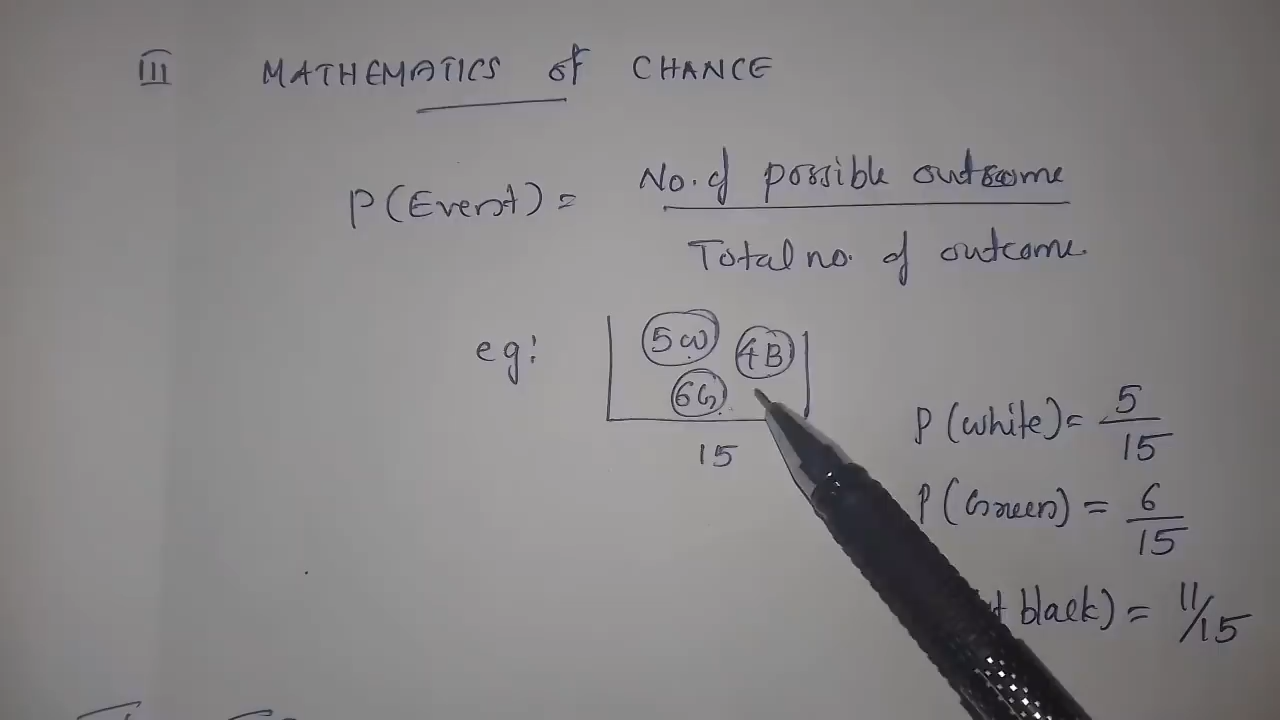 III MATHEMATICS of CHANCE
P(Event) = No. of possible outcome
Total no. of outcome
eg:
5W 4B
6G
15
P(white) = 5/15
P(Green) = 6/15
black) = 11/15